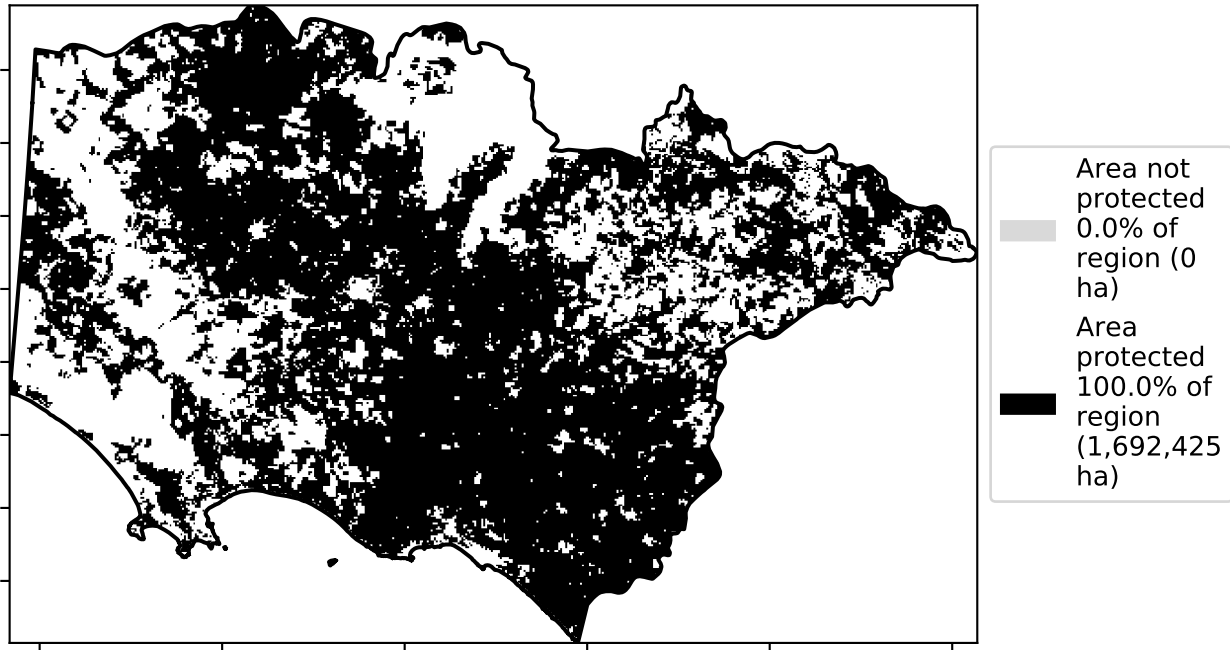 Area not
protected
0.0% of
region (0
ha)
Area
protected
100.0% of
region
(1,692,425
ha)